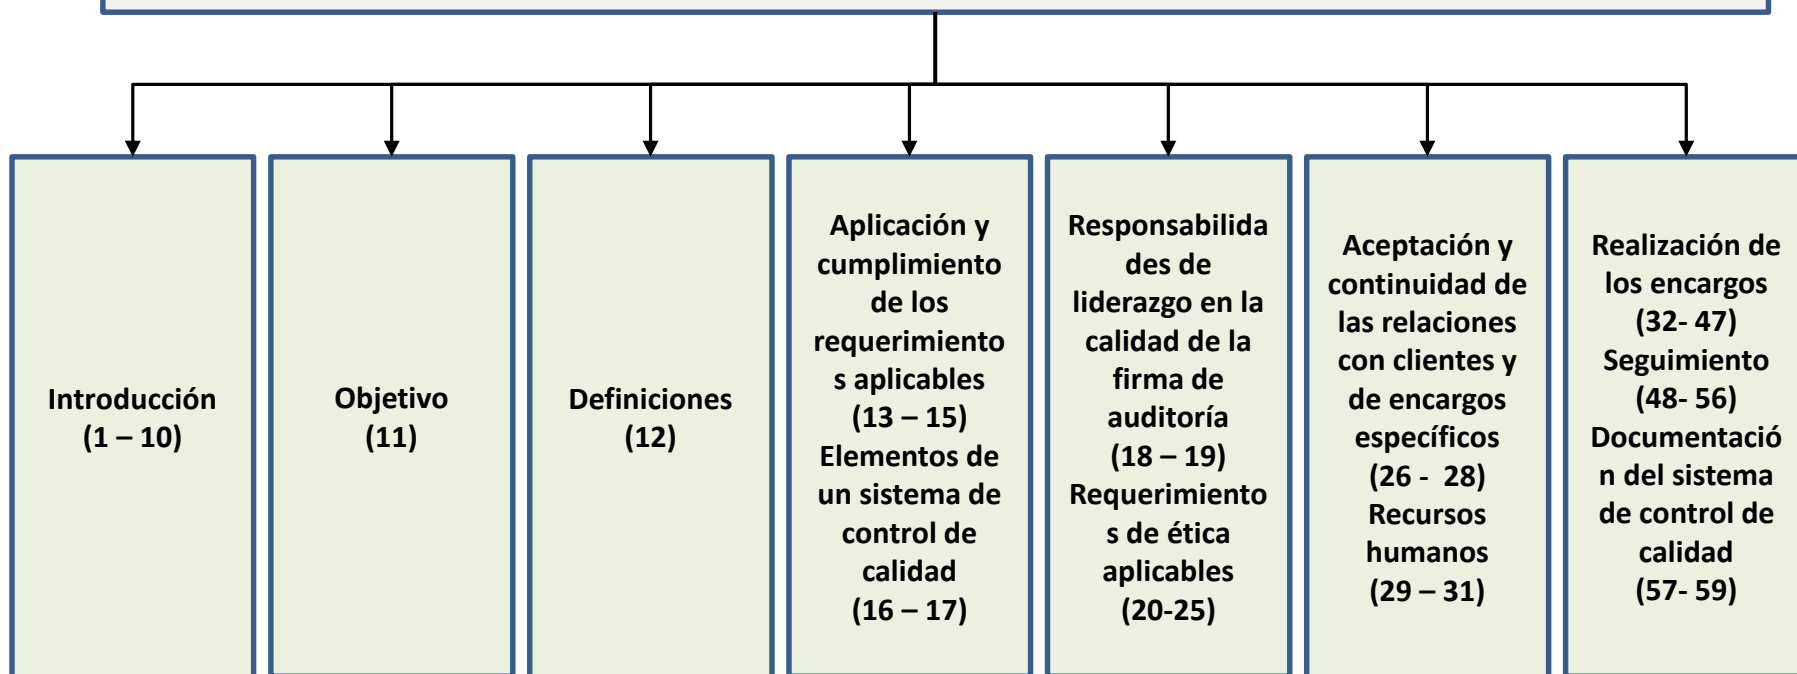 Introducción
(1 – 10)
Objetivo
(11)
Definiciones
(12)
Aplicación y
cumplimiento
de los
requerimiento
s aplicables
(13 – 15)
Elementos de
un sistema de
control de
calidad
(16 – 17)
Responsabilida
des de
liderazgo en la
calidad de la
firma de
auditoría
(18 – 19)
Requerimiento
s de ética
aplicables
(20-25)
Aceptación y
continuidad de
las relaciones
con clientes y
de encargos
específicos
(26 -  28)
Recursos
humanos
(29 – 31)
Realización de
los encargos
(32- 47)
Seguimiento
(48- 56)
Documentació
n del sistema
de control de
calidad
(57- 59)